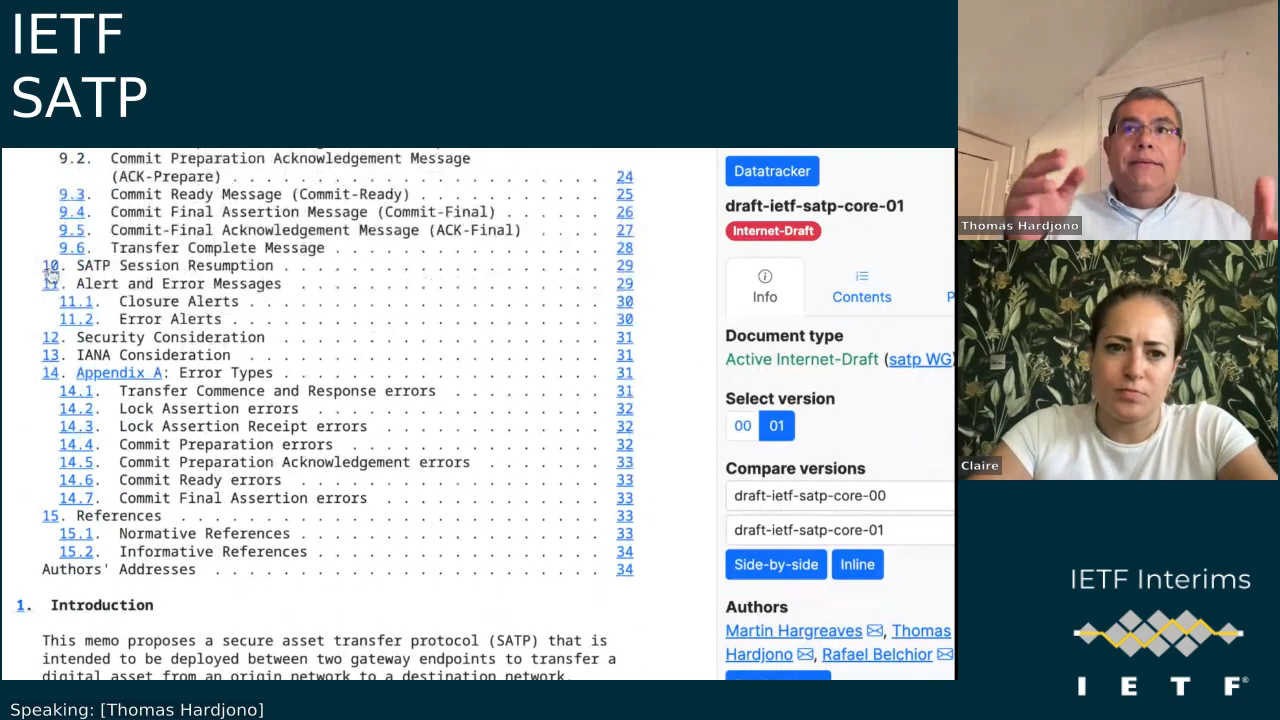 IETF
SATP
9.2. Commit Preparation Acknowledgement Message
(ACK-Prepare) . . . . . . . . . . . . . . . . . . . . . . 24
9.3. Commit Ready Message (Commit-Ready) . . . . . . . . . . . 25
9.4. Commit Final Assertion Message (Commit-Final) . . . . . . 26
9.5. Commit-Final Acknowledgement Message (ACK-Final) . . . . 27
9.6. Transfer Complete Message . . . . . . . . . . . . . . . . 28
10. SATP Session Resumption . . . . . . . . . . . . . . . . . . . 29
11. Alert and Error Messages . . . . . . . . . . . . . . . . . . 29
11.1. Closure Alerts . . . . . . . . . . . . . . . . . . . . . 30
11.2. Error Alerts . . . . . . . . . . . . . . . . . . . . . . 30
12. Security Consideration . . . . . . . . . . . . . . . . . . . 31
13. IANA Consideration . . . . . . . . . . . . . . . . . . . . . 31
14. Appendix A: Error Types . . . . . . . . . . . . . . . . . . . 31
14.1. Transfer Commence and Response errors . . . . . . . . . 31
14.2. Lock Assertion errors . . . . . . . . . . . . . . . . . 32
14.3. Lock Assertion Receipt errors . . . . . . . . . . . . . 32
14.4. Commit Preparation errors . . . . . . . . . . . . . . . 32
14.5. Commit Preparation Acknowledgement errors . . . . . . . 33
14.6. Commit Ready errors . . . . . . . . . . . . . . . . . . 33
14.7. Commit Final Assertion errors . . . . . . . . . . . . . 33
15. References . . . . . . . . . . . . . . . . . . . . . . . . . 33
15.1. Normative References . . . . . . . . . . . . . . . . . . 33
15.2. Informative References . . . . . . . . . . . . . . . . . 34
Authors' Addresses . . . . . . . . . . . . . . . . . . . . . . . 34
1. Introduction
This memo proposes a secure asset transfer protocol (SATP) that is
intended to be deployed between two gateway endpoints to transfer a
digital asset from an origin network to a destination network.
Datatracker
draft-ietf-satp-core-01
Internet-Draft
Info
Contents
P
Document type
Active Internet-Draft (satp WG)
Select version
00 01
Compare versions
draft-ietf-satp-core-00
draft-ietf-satp-core-01
Side-by-side Inline
Authors
Martin Hargreaves, Thomas
Hardjono, Rafael Belchior
Thomas Hardjono
Claire
IETF Interims
I E T F®
Speaking: [Thomas Hardjono]